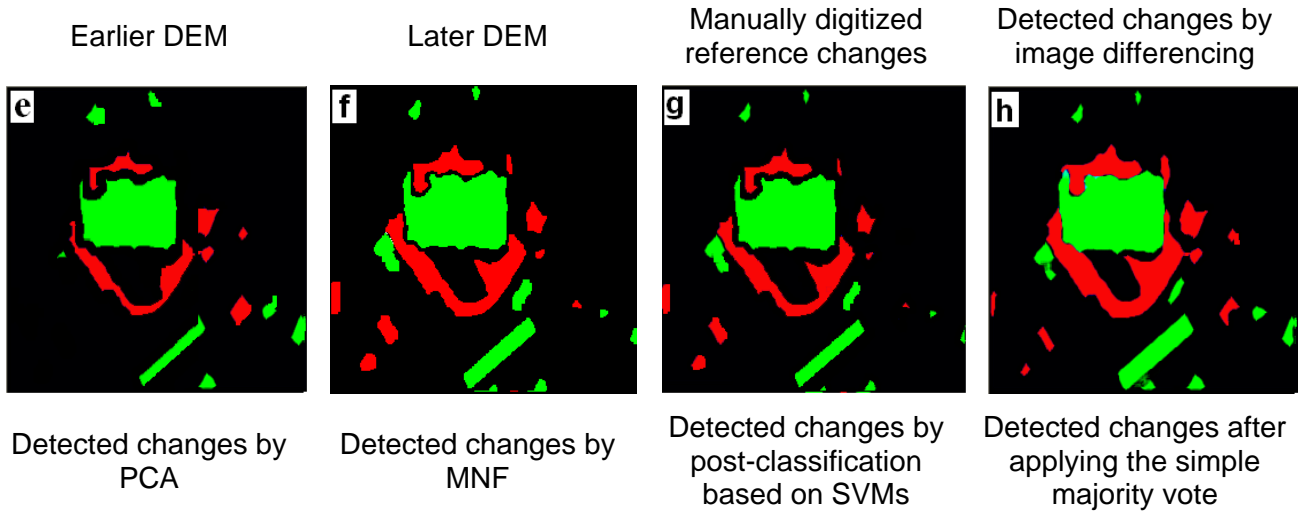 Earlier DEM
Later DEM
Manually digitized
reference changes
Detected changes by
image differencing
e
f
g
h
Detected changes by
PCA
Detected changes by
MNF
Detected changes by
post-classification
based on SVMs
Detected changes after
applying the simple
majority vote